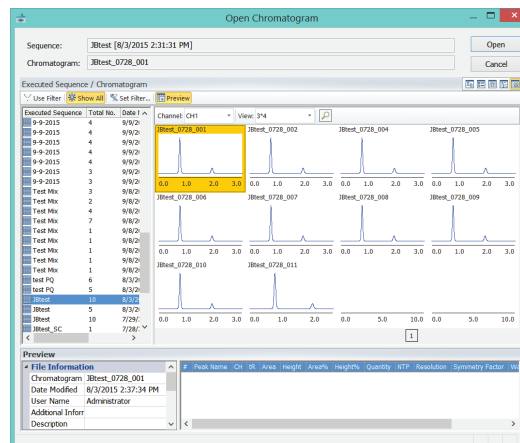 Open Chromatogram
Sequence: JBtest [8/3/2015 2:31:31 PM] Open
Chromatogram: JBtest_0728_001 Cancel
Executed Sequence / Chromatogram
Use Filter Show All Set Filter... Preview
Executed Sequence Total No. Date
Channel: CH1 View: 3*4
9-9-2015 4 9/9/2
9-9-2015 4 9/9/2
9-9-2015 4 9/9/2
9-9-2015 4 9/9/2
9-9-2015 4 9/9/2
9-9-2015 3 9/9/2
9-9-2015 3 9/9/2
Test Mix 3 9/8/2
Test Mix 2 9/8/2
Test Mix 4 9/8/2
Test Mix 7 9/8/2
Test Mix 1 9/8/2
Test Mix 1 9/8/2
Test Mix 1 9/8/2
Test Mix 1 9/8/2
Test Mix 1 9/8/2
test PQ 6 8/3/2
test PQ 5 8/3/2
JBtest 10 8/3/2
JBtest 5 8/3/2
JBtest 10 7/29/
JBtest_SC 1 7/28/
JBtest_0728_001 JBtest_0728_002 JBtest_0728_004 JBtest_0728_005
0.0 1.0 2.0 3.0 0.0 1.0 2.0 3.0 0.0 1.0 2.0 3.0 0.0 1.0 2.0 3.0
JBtest_0728_006 JBtest_0728_007 JBtest_0728_008 JBtest_0728_009
0.0 1.0 2.0 3.0 0.0 1.0 2.0 3.0 0.0 1.0 2.0 3.0 0.0 1.0 2.0 3.0
JBtest_0728_010 JBtest_0728_011
0.0 1.0 2.0 3.0 0.0 1.0 2.0 0.0 5.0 10.0 0.0 5.0 10.0
1
Preview
File Informatio
Chromatogram JBtest_0728_001
Date Modified 8/3/2015 2:37:34 PM
User Name Administrator
Additional Inforr
Description
# Peak Name CH tR Area Height Area% Height% Quantity NTP Resolution Symmetry Factor Wa